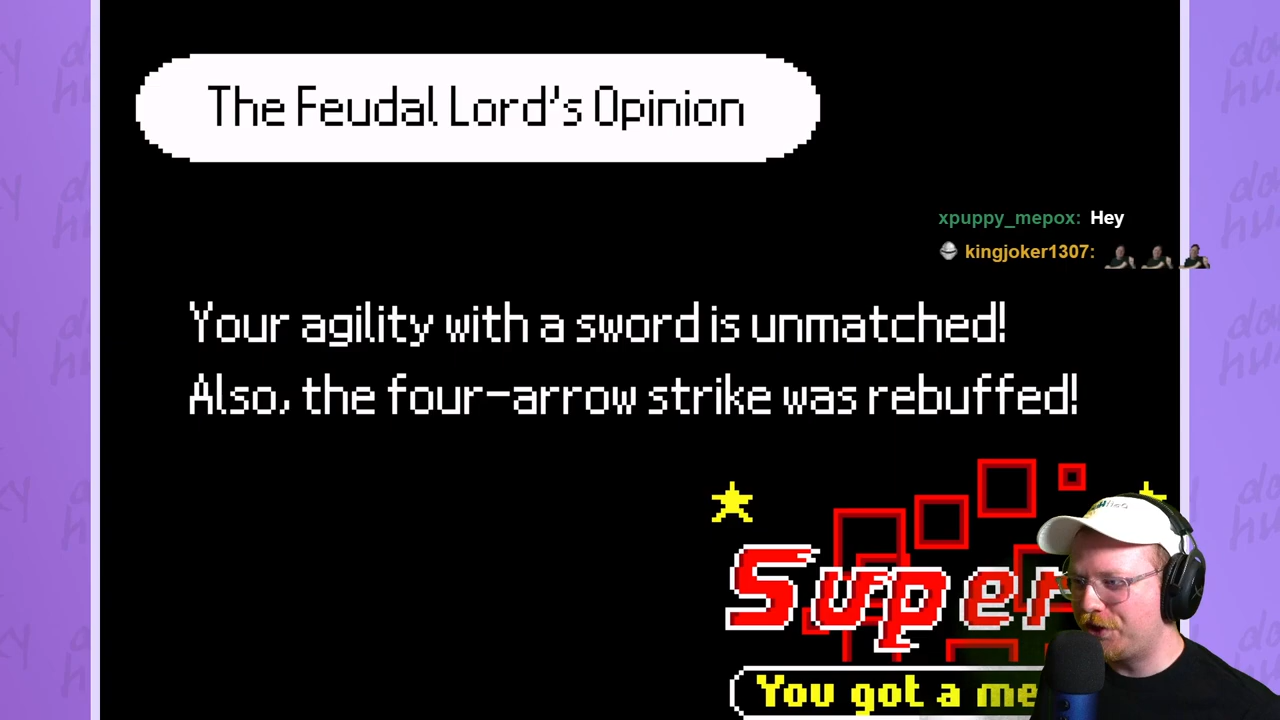 The Feudal Lord's Opinion
xpuppy_mepox: Hey
kingjoker1307:
Your agility with a sword is unmatched!
Also, the four-arrow strike was rebuffed!
Super
You got a me